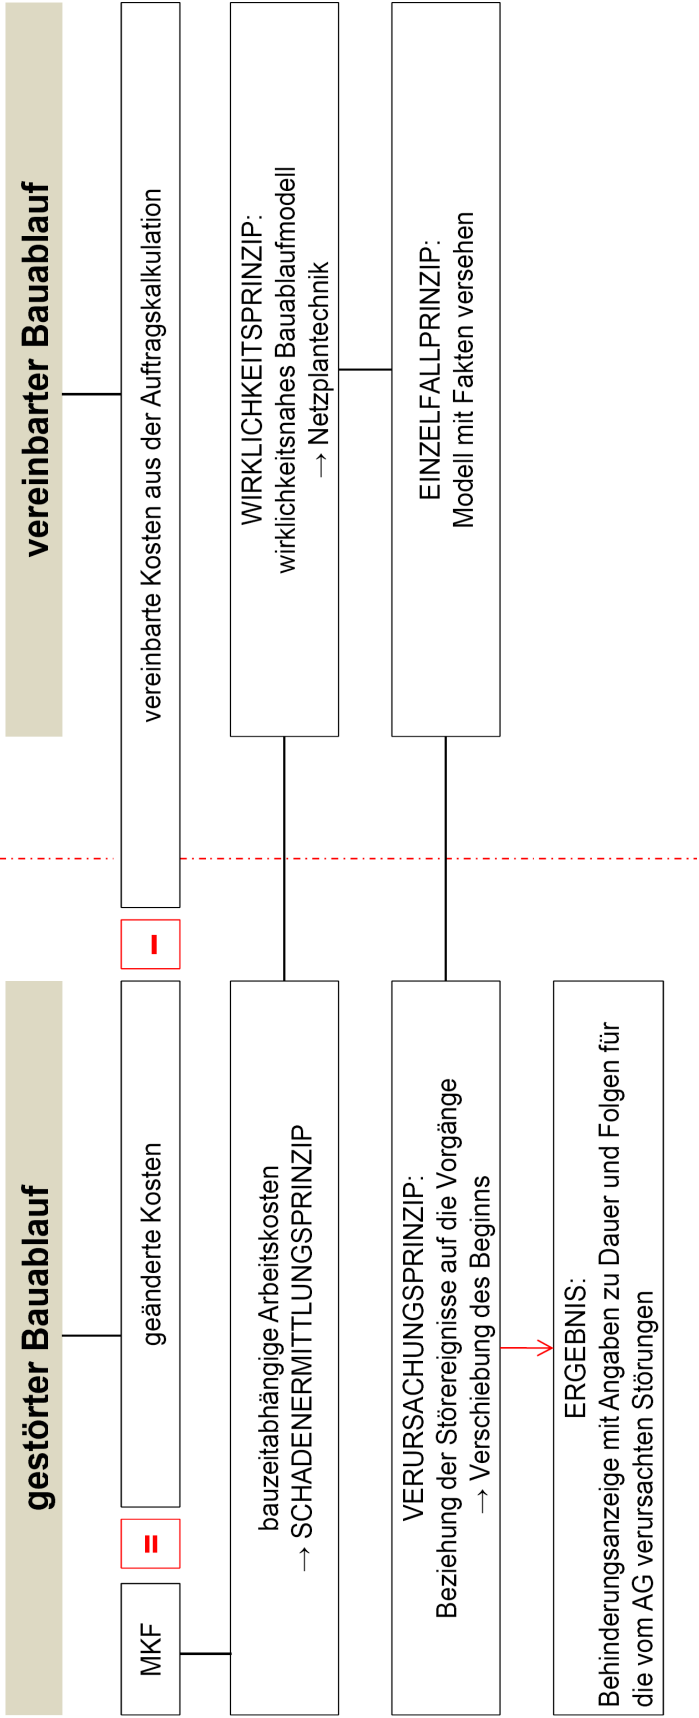 gestörter Bauablauf
vereinbarter Bauablauf
MKF
=
geänderte Kosten
–
vereinbarte Kosten aus der Auftragskalkulation
bauzeitabhängige Arbeitskosten
→ SCHADENERMITTLUNGSPRINZIP
WIRKLICHKEITSPRINZIP:
wirklichkeitsnahes Bauablaufmodell
→ Netzplantechnik
VERURSACHUNGSPRINZIP:
Beziehung der Störereignisse auf die Vorgänge
→ Verschiebung des Beginns
EINZELFALLPRINZIP:
Modell mit Fakten versehen
ERGEBNIS:
Behinderungsanzeige mit Angaben zu Dauer und Folgen für
die vom AG verursachten Störungen